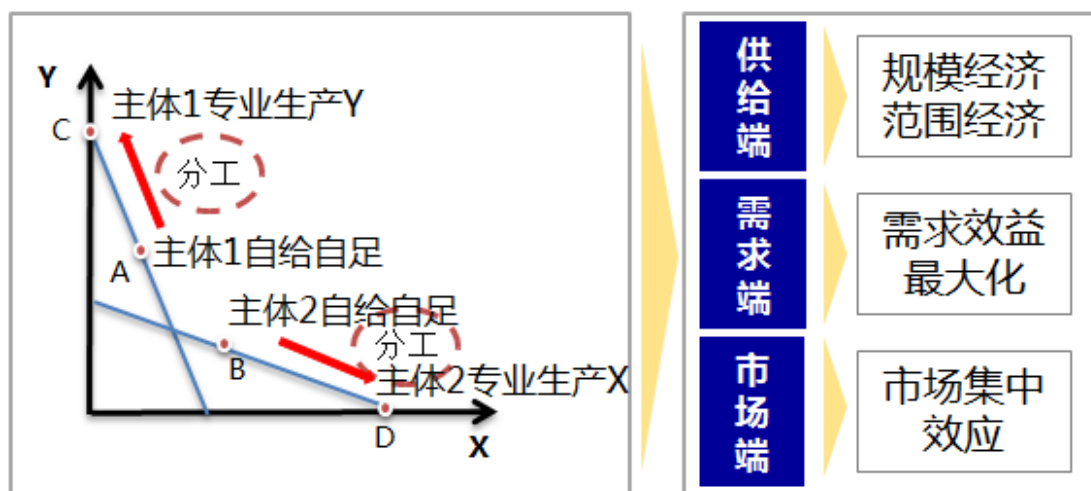 Y
C
主体1专业生产Y
分工
A
主体1自给自足
主体2自给自足
分工
B
主体2专业生产X
D
X
供给端
规模经济
范围经济
需求端
需求效益
最大化
市场端
市场集中
效应